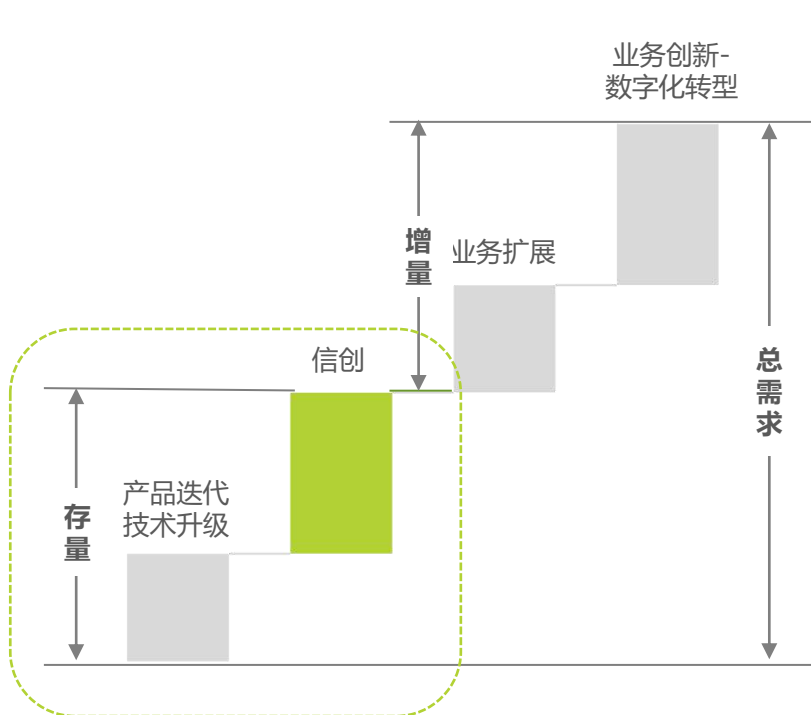 业务创新-
数字化转型
增量
业务扩展
信创
总需求
产品迭代
技术升级
存量